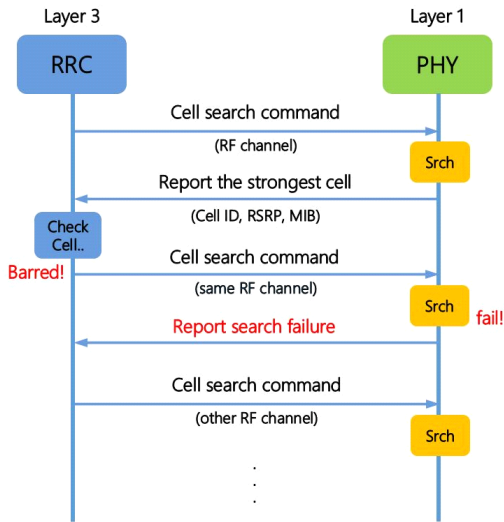 Layer 3
Layer 1
RRC
PHY
Cell search command
(RF channel)
Srch
Report the strongest cell
(Cell ID, RSRP, MIB)
Check
Cell..
Barred!
Cell search command
(same RF channel)
Srch
fail!
Report search failure
Cell search command
(other RF channel)
Srch
.
.
.